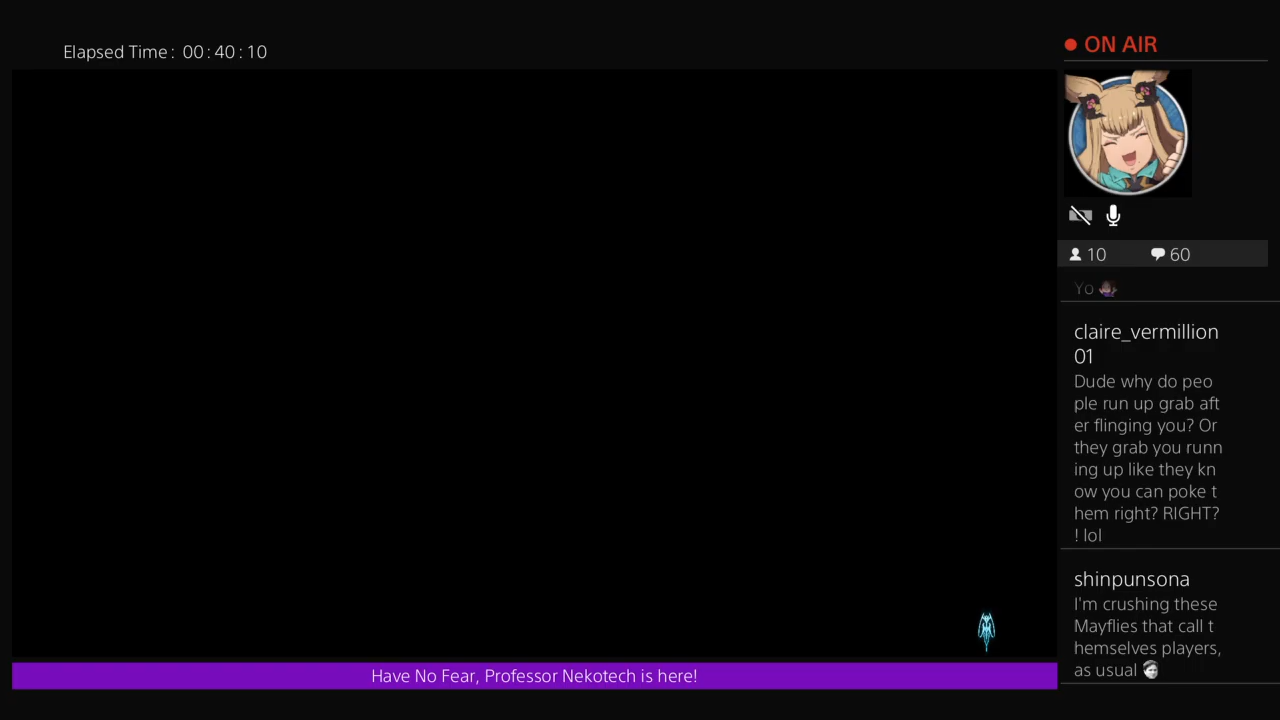 Elapsed Time: 00:40:10
ON AIR
10 60
Yo
claire_vermillion
01
Dude why do peo
ple run up grab aft
er flinging you? Or
they grab you runn
ing up like they kn
ow you can poke t
hem right? RIGHT?
! lol
shinpunsona
I'm crushing these
Mayflies that call t
hemselves players,
as usual
Have No Fear, Professor Nekotech is here!